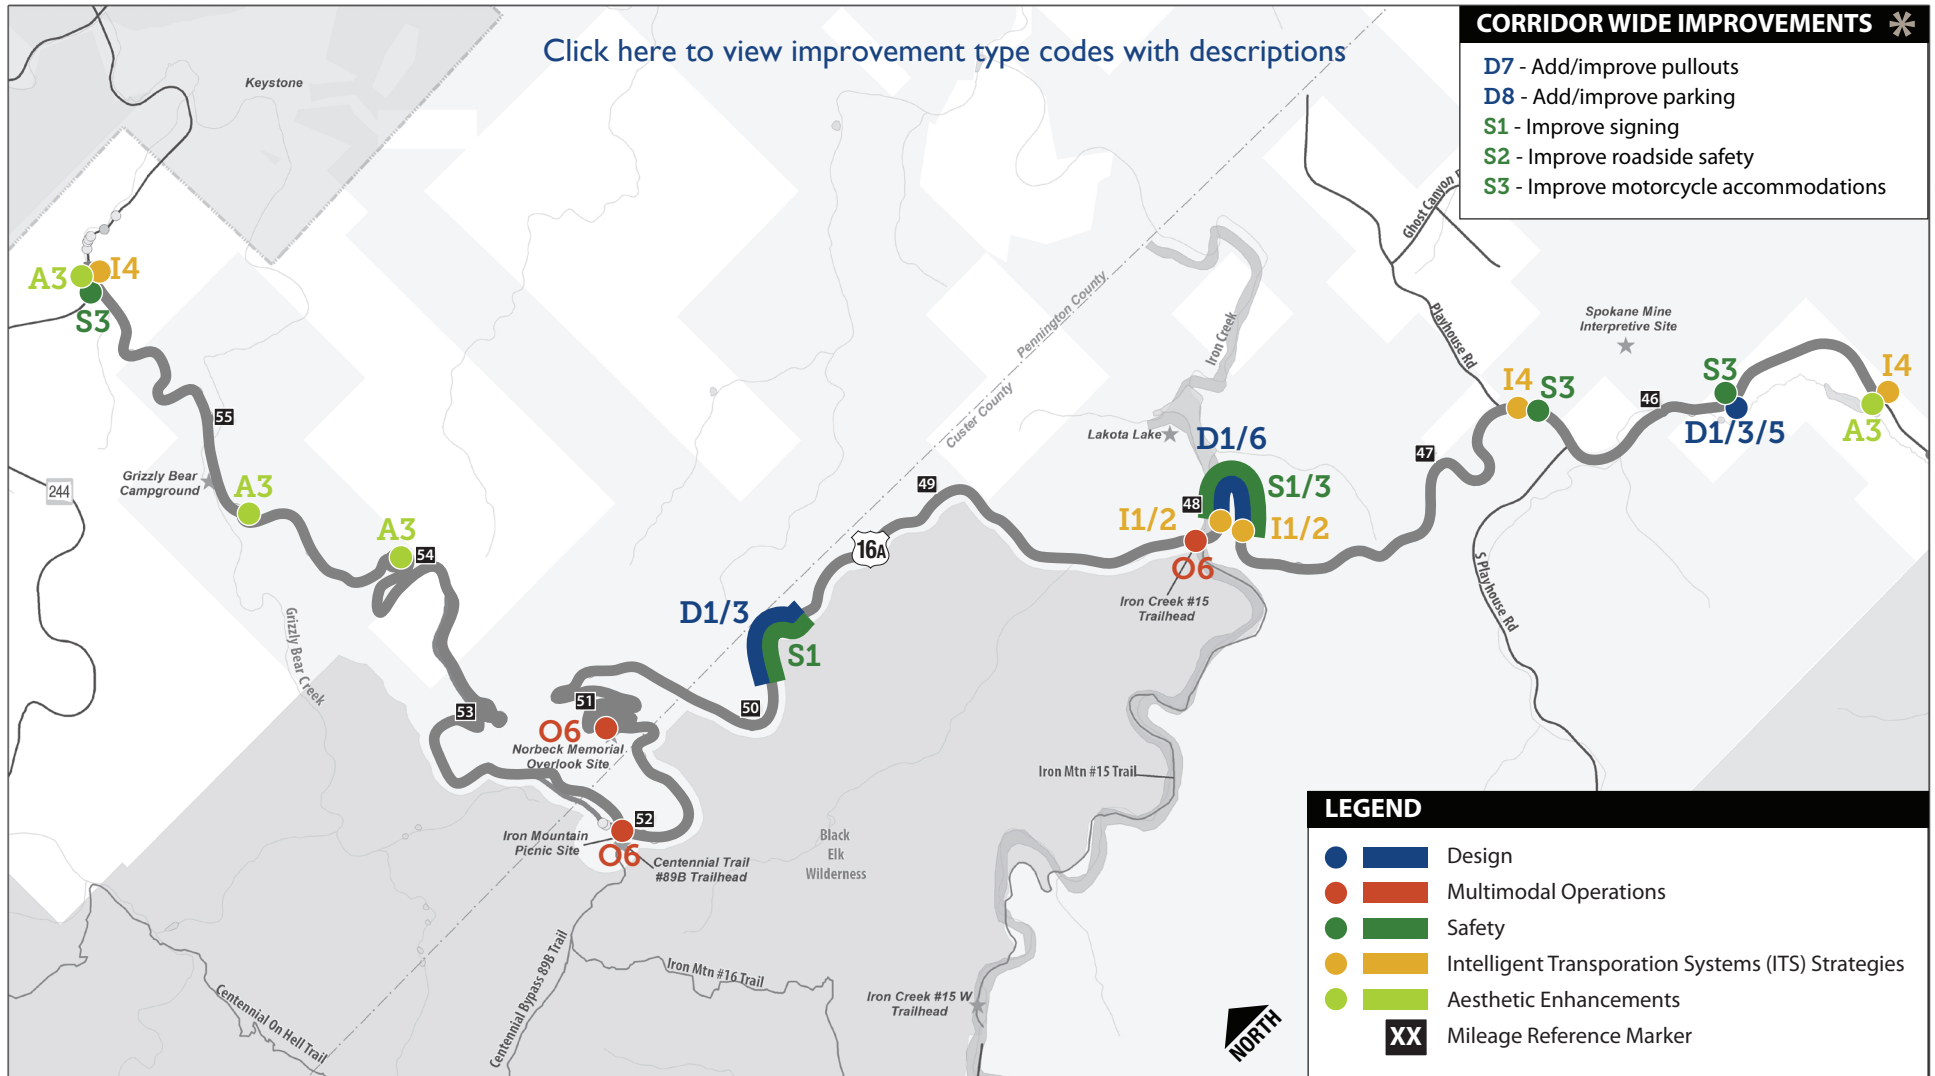 Click here to view improvement type codes with descriptions
CORRIDOR WIDE IMPROVEMENTS
D7 - Add/improve pullouts
D8 - Add/improve parking
S1 - Improve signing
S2 - Improve roadside safety
S3 - Improve motorcycle accommodations
Keystone
A3
I4
S3
55
244
Grizzly Bear
Campground
A3
A3
54
Grizzly Bear Creek
53
51
O6
Norbeck Memorial
Overlook Site
52
Iron Mountain
Picnic Site
O6
Centennial Trail
#89B Trailhead
50
D1/3
S1
16A
49
Pennington County
Custer County
Iron Creek
Lakota Lake
D1/6
S1/3
48
I1/2
I1/2
O6
Iron Creek #15
Trailhead
47
Ghost Canyon
Playhouse Rd
I4
S3
Spokane Mine
Interpretive Site
46
S3
D1/3/5
I4
A3
S Playhouse Rd
Iron Mtn #15 Trail
Black
Elk
Wilderness
Iron Mtn #16 Trail
Centennial Bypass 89B Trail
Centennial On Hell Trail
Iron Creek #15 W
Trailhead
NORTH
LEGEND
Design
Multimodal Operations
Safety
Intelligent Transporation Systems (ITS) Strategies
Aesthetic Enhancements
XX Mileage Reference Marker